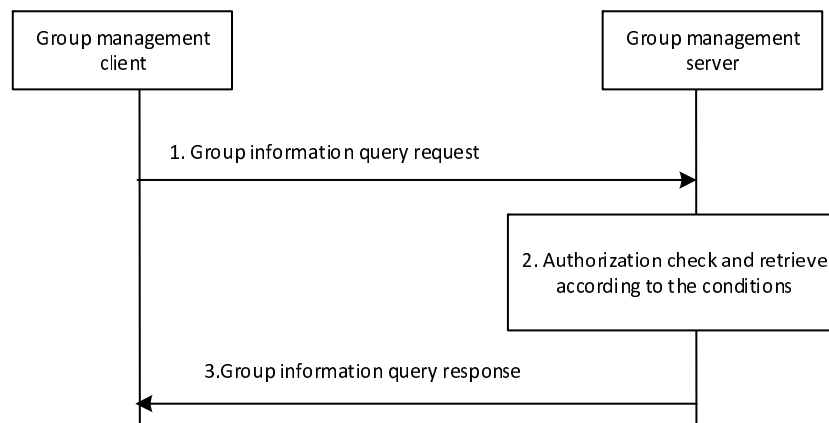 Group management
client
Group management
server
1. Group information query request
2. Authorization check and retrieve
according to the conditions
3.Group information query response